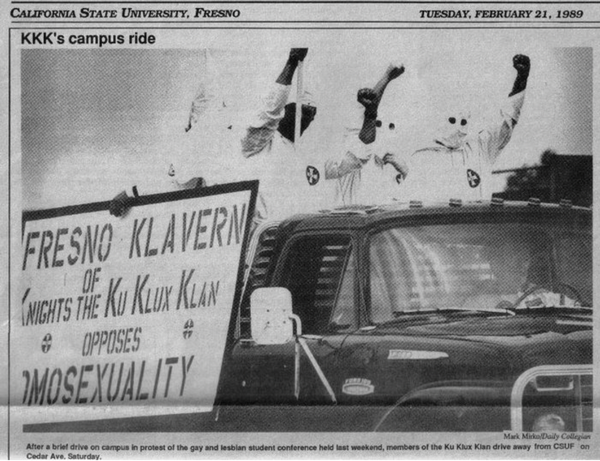 CALIFORNIA STATE UNIVERSITY, FRESNO
TUESDAY, FEBRUARY 21, 1989
KKK's campus ride
FRESNO KLAVERN
OF
KNIGHTS THE KU KLUX KLAN
OPPOSES
OMOSEXUALITY
Mark Mirko/Daily Collegian
After a brief drive on campus in protest of the gay and lesbian student conference held last weekend, members of the Ku Klux Klan drive away from CSUF on
Cedar Ave. Saturday.